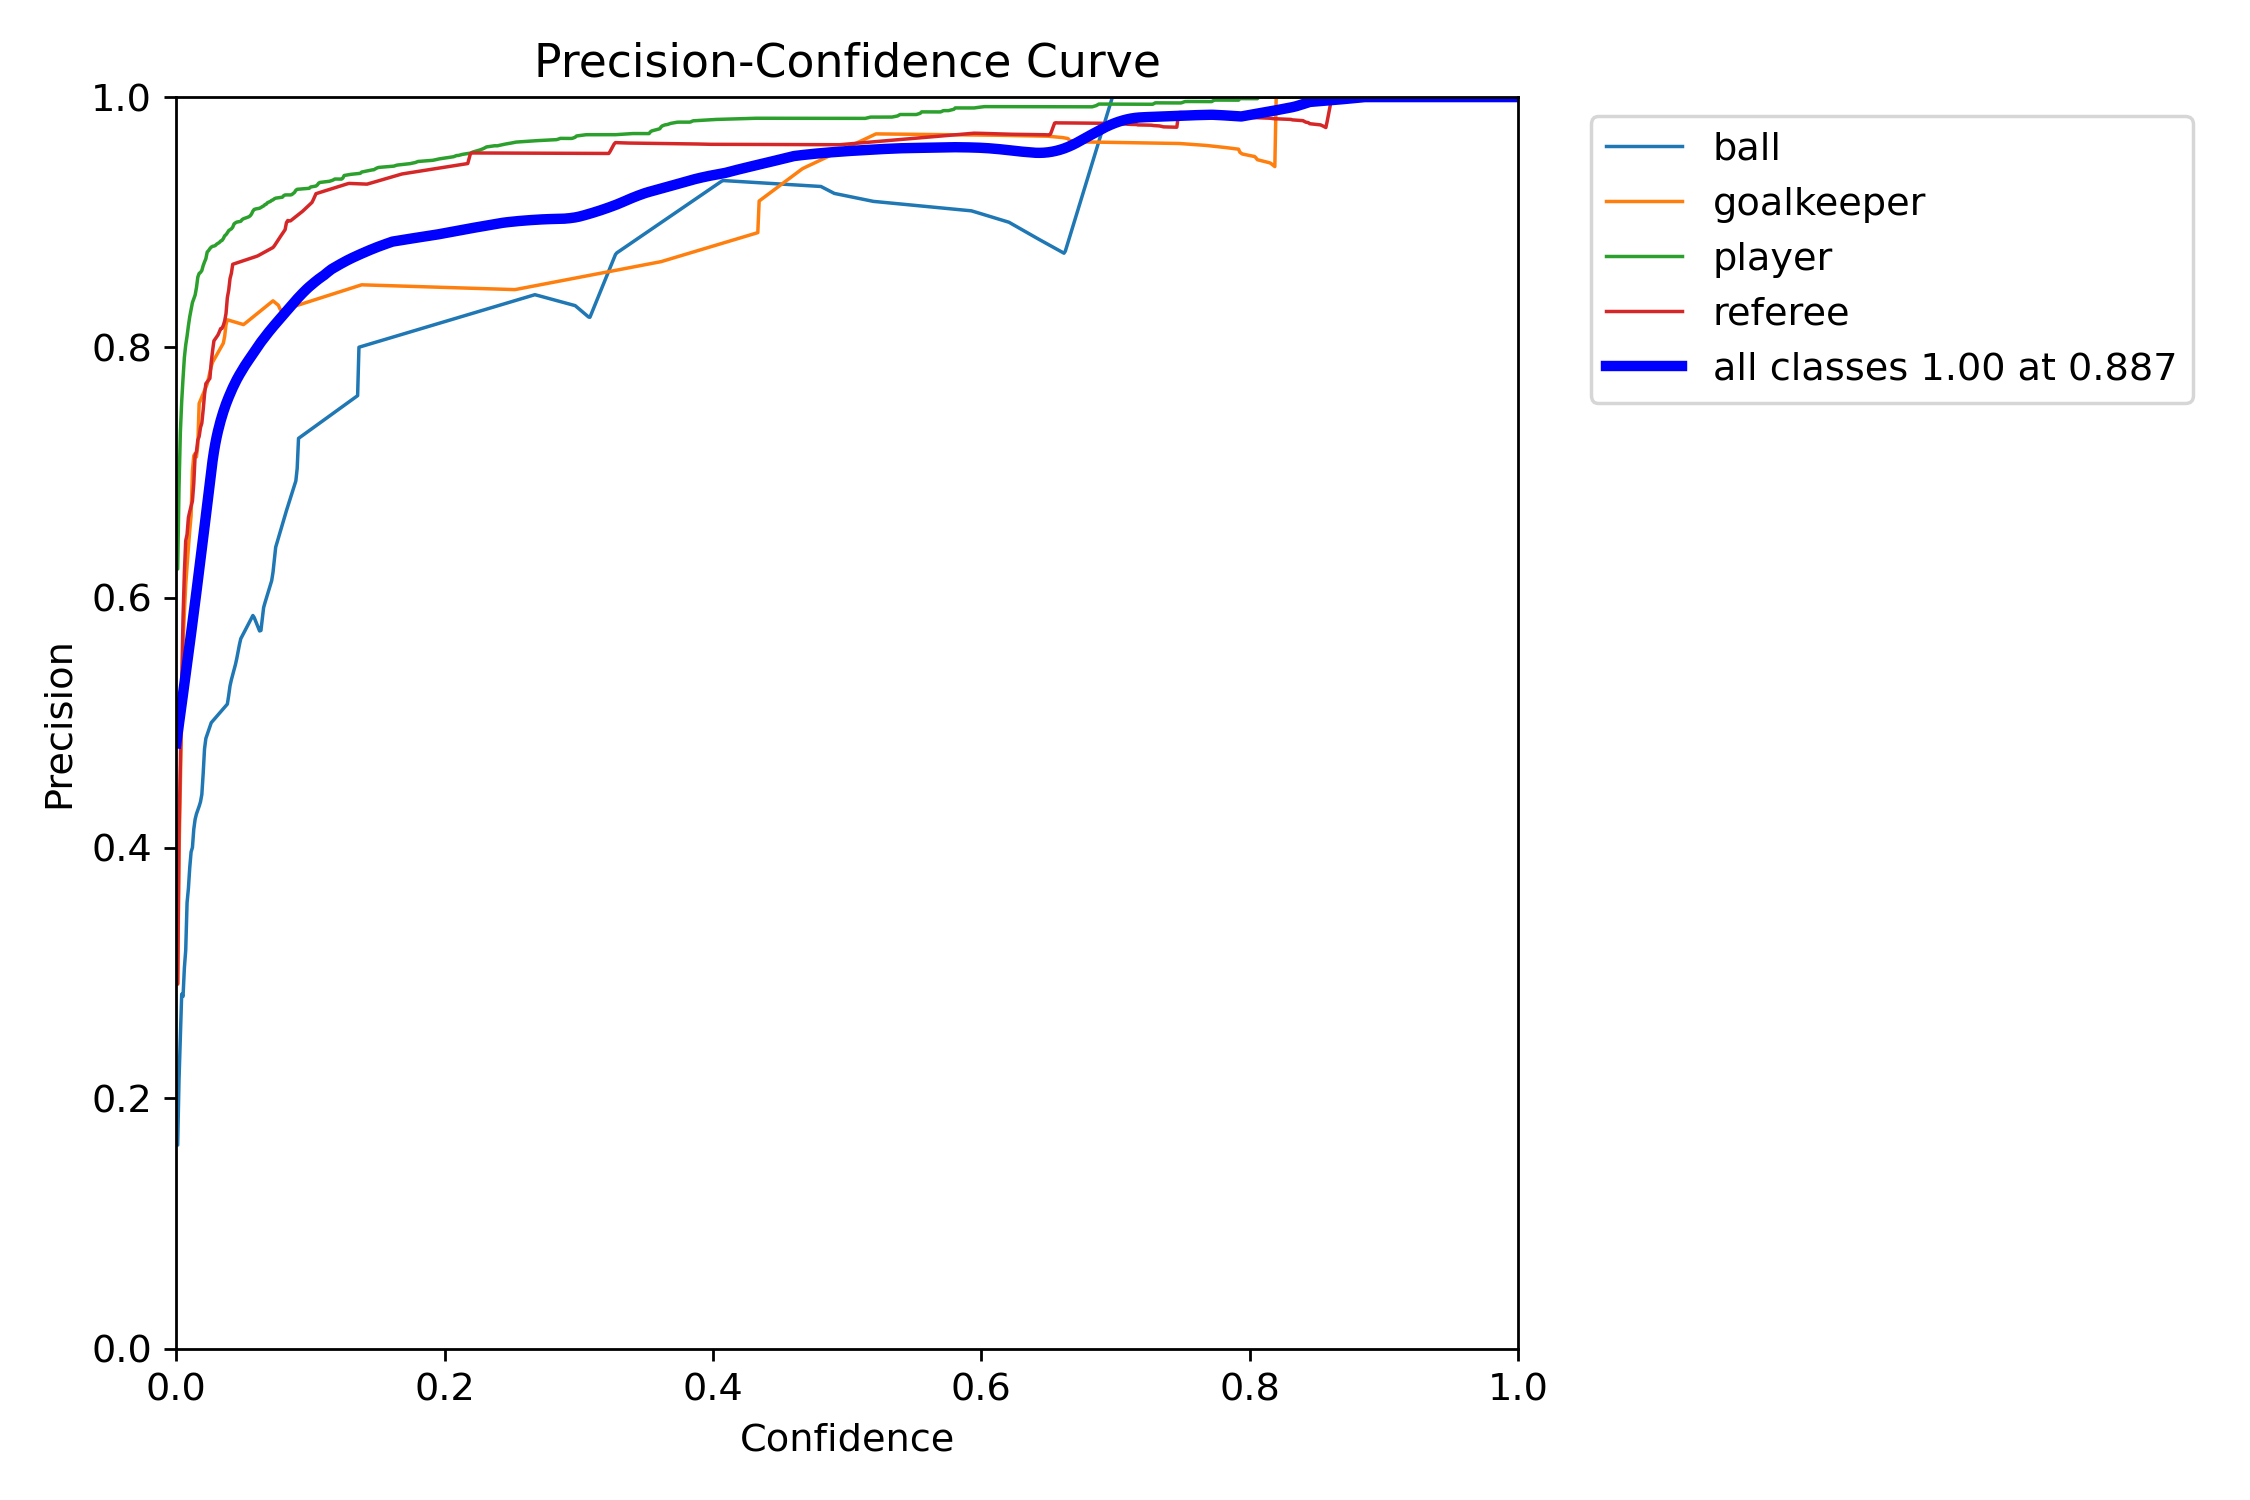 Precision-Confidence Curve
1.0
0.8
0.6
0.4
0.2
0.0
Precision
0.0 0.2 0.4 0.6 0.8 1.0
Confidence
ball
goalkeeper
player
referee
all classes 1.00 at 0.887